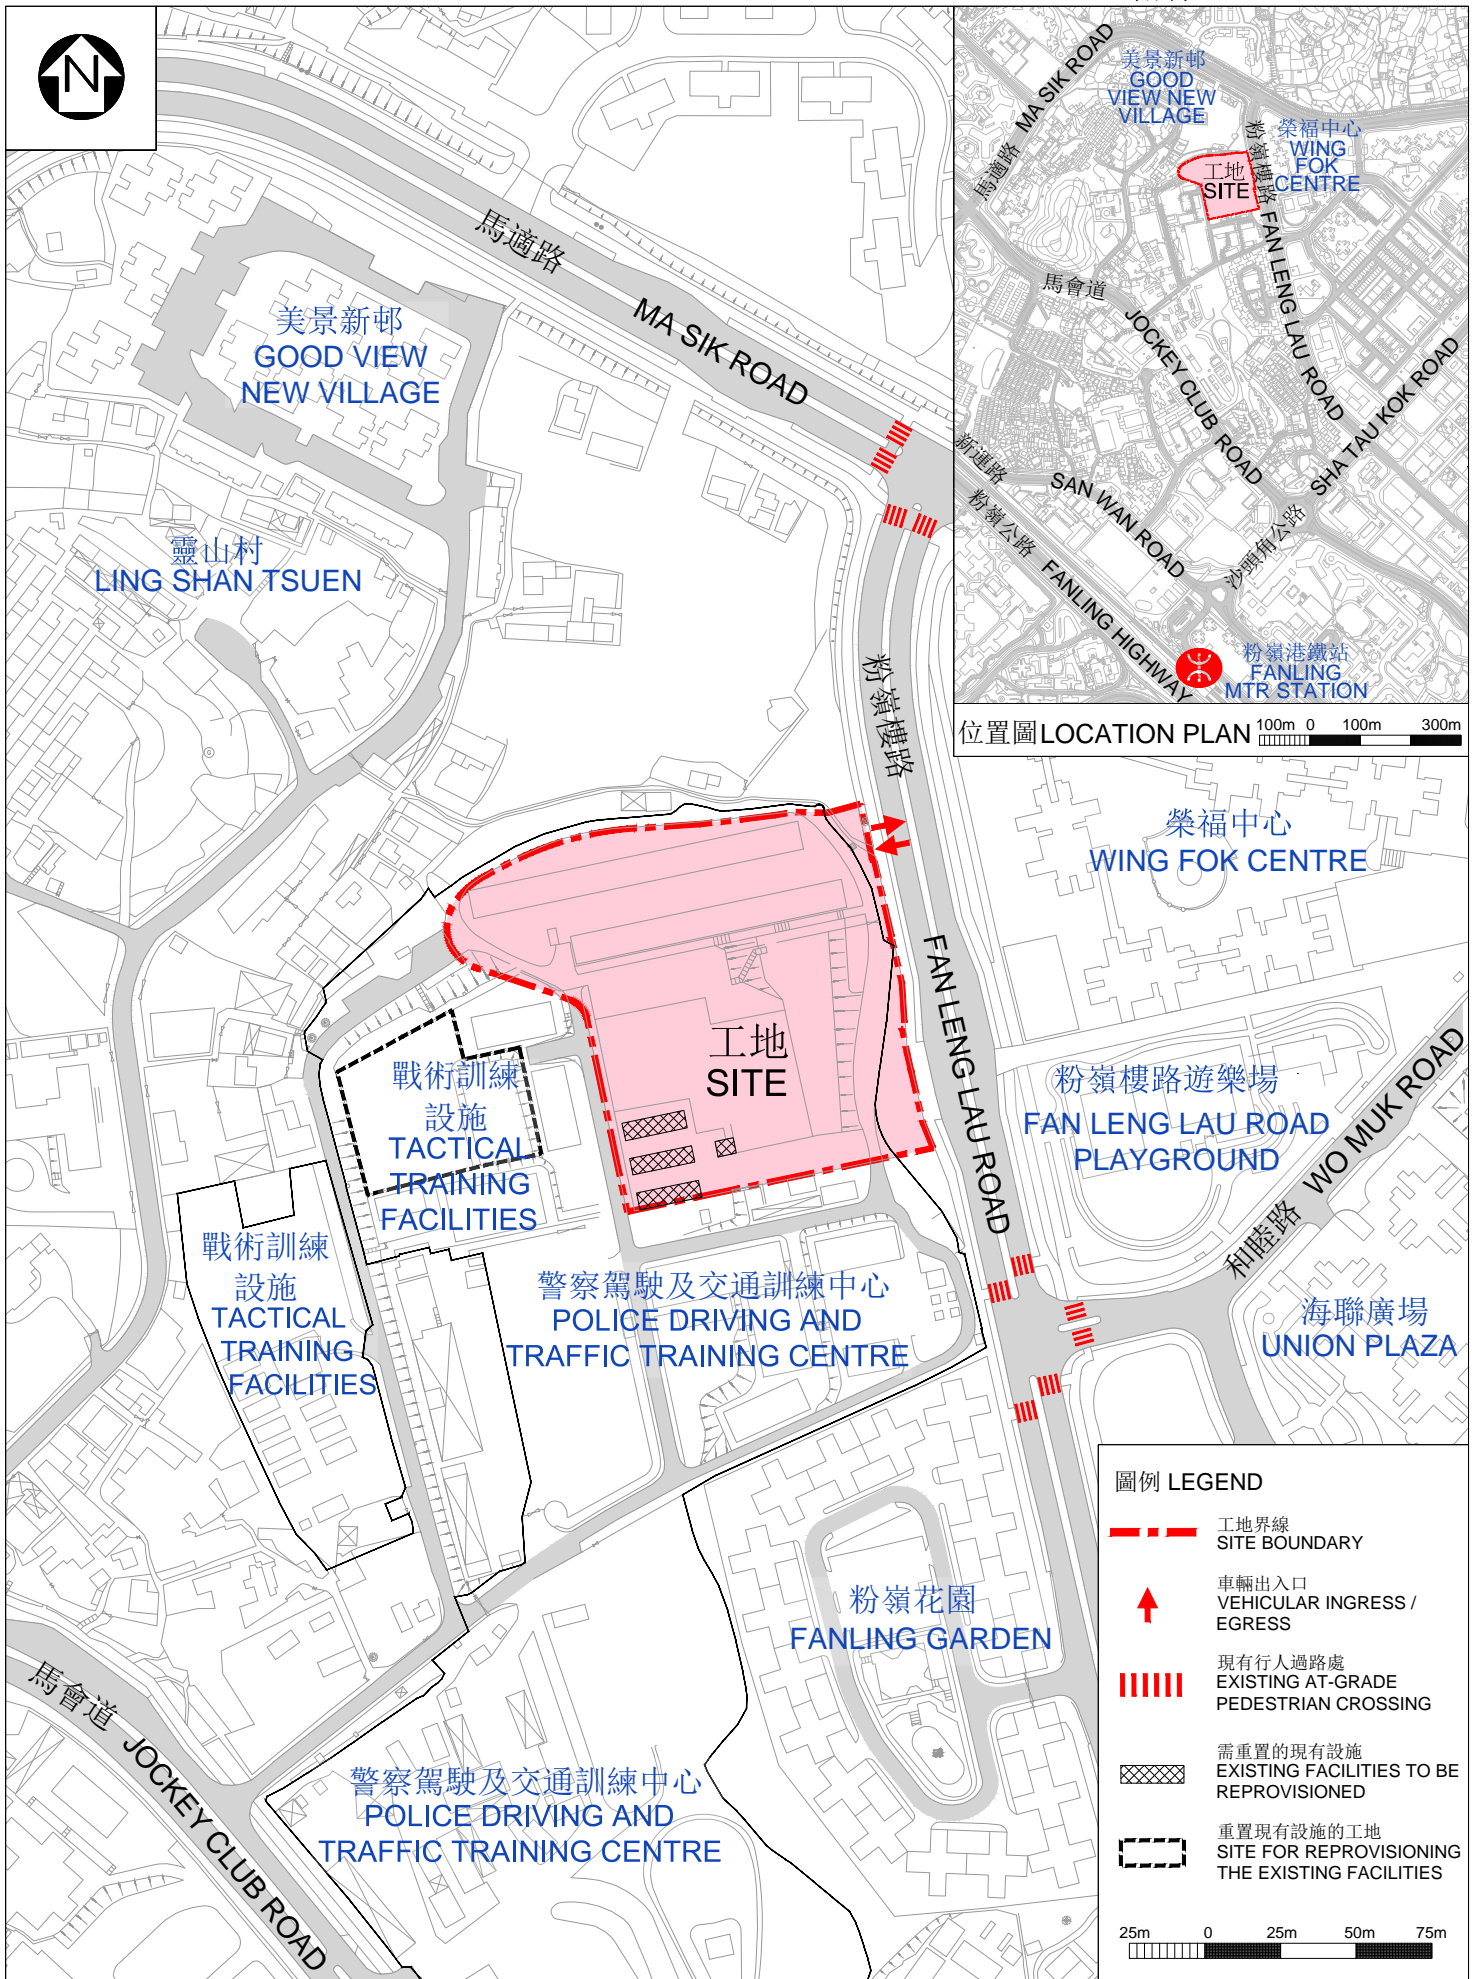 N
馬適路
MA SIK ROAD
美景新邨
GOOD VIEW
NEW VILLAGE
靈山村
LING SHAN TSUEN
粉嶺樓路
FAN LENG LAU ROAD
榮福中心
WING FOK CENTRE
工地
SITE
戰術訓練
設施
TACTICAL
TRAINING
FACILITIES
戰術訓練
設施
TACTICAL
TRAINING
FACILITIES
粉嶺樓路遊樂場
FAN LENG LAU ROAD
PLAYGROUND
和睦路 WO MUK ROAD
警察駕駛及交通訓練中心
POLICE DRIVING AND
TRAFFIC TRAINING CENTRE
海聯廣場
UNION PLAZA
粉嶺花園
FANLING GARDEN
馬會道 JOCKEY CLUB ROAD
警察駕駛及交通訓練中心
POLICE DRIVING AND
TRAFFIC TRAINING CENTRE
馬適路 MA SIK ROAD
美景新邨
GOOD
VIEW NEW
VILLAGE
粉嶺樓路 FAN LENG LAU ROAD
榮福中心
WING
FOK
CENTRE
工地
SITE
馬會道
JOCKEY CLUB ROAD
新運路
SAN WAN ROAD
粉嶺公路
FANLING HIGHWAY
沙頭角公路
SHA TAU KOK ROAD
粉嶺港鐵站
FANLING
MTR STATION
位置圖 LOCATION PLAN
100m 0 100m 300m
圖例 LEGEND
工地界線
SITE BOUNDARY
車輛出入口
VEHICULAR INGRESS /
EGRESS
現有行人過路處
EXISTING AT-GRADE
PEDESTRIAN CROSSING
需重置的現有設施
EXISTING FACILITIES TO BE
REPROVISIONED
重置現有設施的工地
SITE FOR REPROVISIONING
THE EXISTING FACILITIES
25m 0 25m 50m 75m